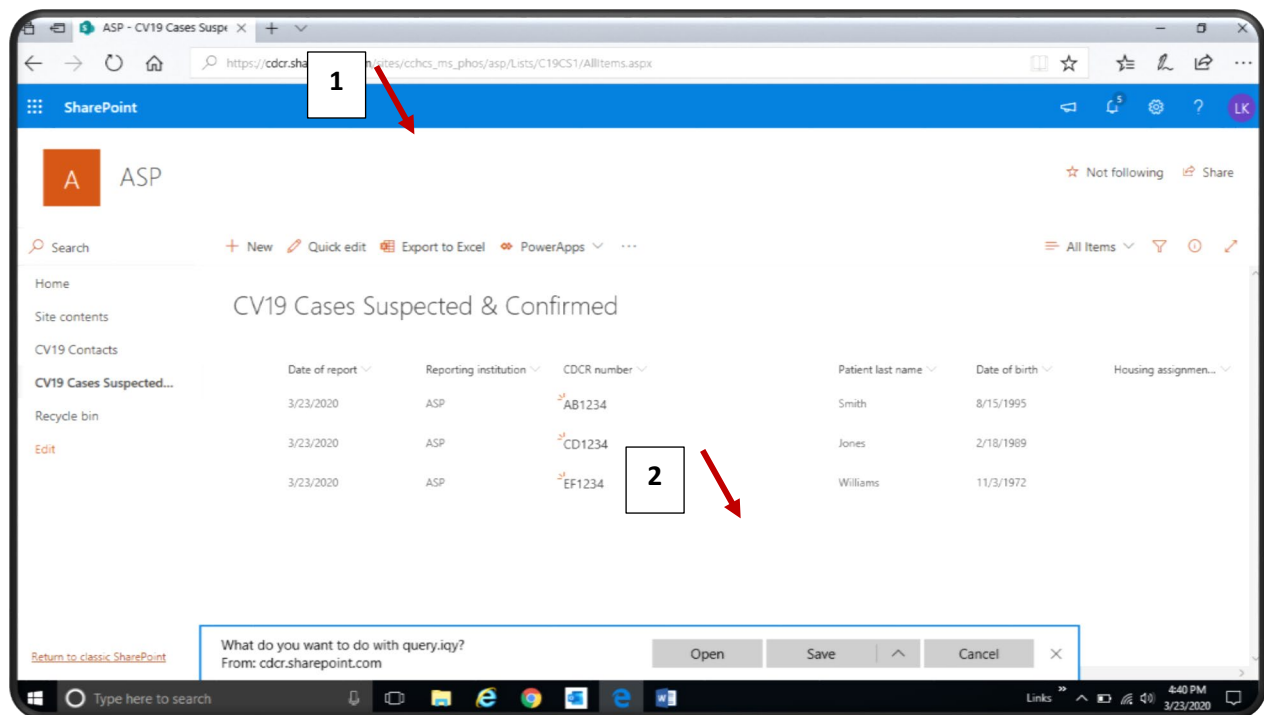 ASP - CV19 Cases Suspe
https://cdcr.sha n/sites/cchcs_ms_phos/asp/Lists/C19CS1/AllItems.aspx
1
SharePoint
5
?
LK
A
ASP
Not following
Share
Search
New
Quick edit
Export to Excel
PowerApps
...
All Items
Home
Site contents
CV19 Contacts
CV19 Cases Suspected...
Recycle bin
Edit
CV19 Cases Suspected & Confirmed
Date of report Reporting institution CDCR number Patient last name Date of birth Housing assignmen...
3/23/2020 ASP AB1234 Smith 8/15/1995
3/23/2020 ASP CD1234 Jones 2/18/1989
3/23/2020 ASP EF1234 Williams 11/3/1972
2
Return to classic SharePoint
What do you want to do with query.iqy?
From: cdcr.sharepoint.com
Open
Save
Cancel
Type here to search
Links
4:40 PM
3/23/2020